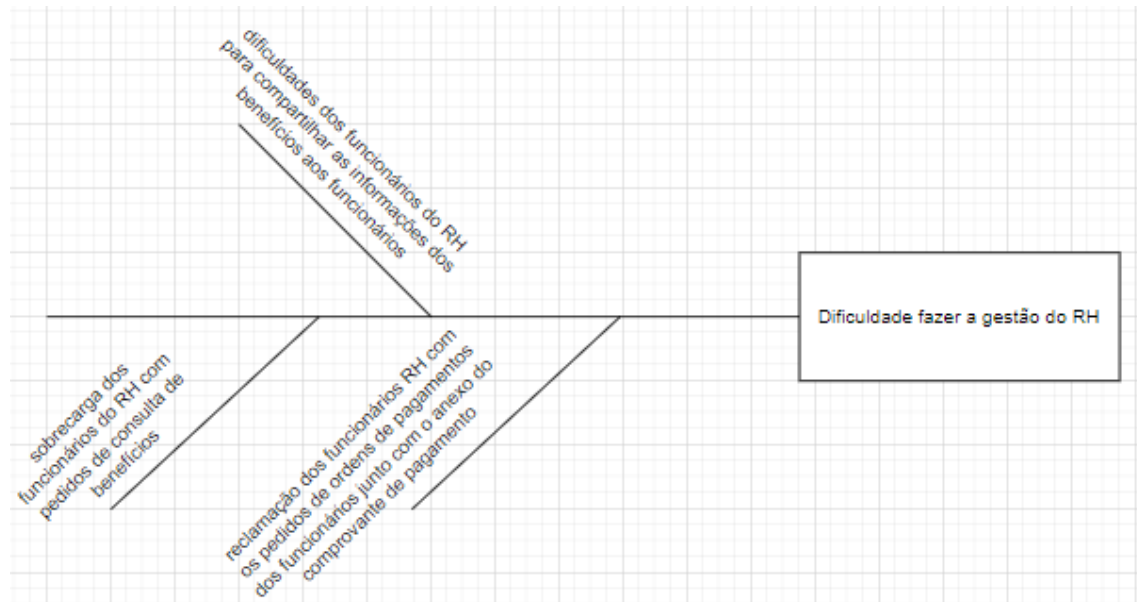 dificuldades dos funcionários do RH
para compartilhar as informações dos
benefícios aos funcionários
Dificuldade fazer a gestão do RH
sobrecarga dos
funcionários do RH com
pedidos de consulta de
benefícios
reclamação dos funcionários RH com
os pedidos de ordens de pagamentos
dos funcionários junto com o anexo do
comprovante de pagamento